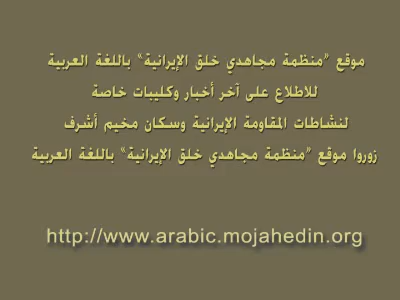 موقع "منظمة مجاهدي خلق الإيرانية" باللغة العربية
للاطلاع على آخر أخبار وكليبات خاصة
لنشاطات المقاومة الإيرانية وسكان مخيم أشرف
زوروا موقع "منظمة مجاهدي خلق الإيرانية" باللغة العربية
http://www.arabic.mojahedin.org